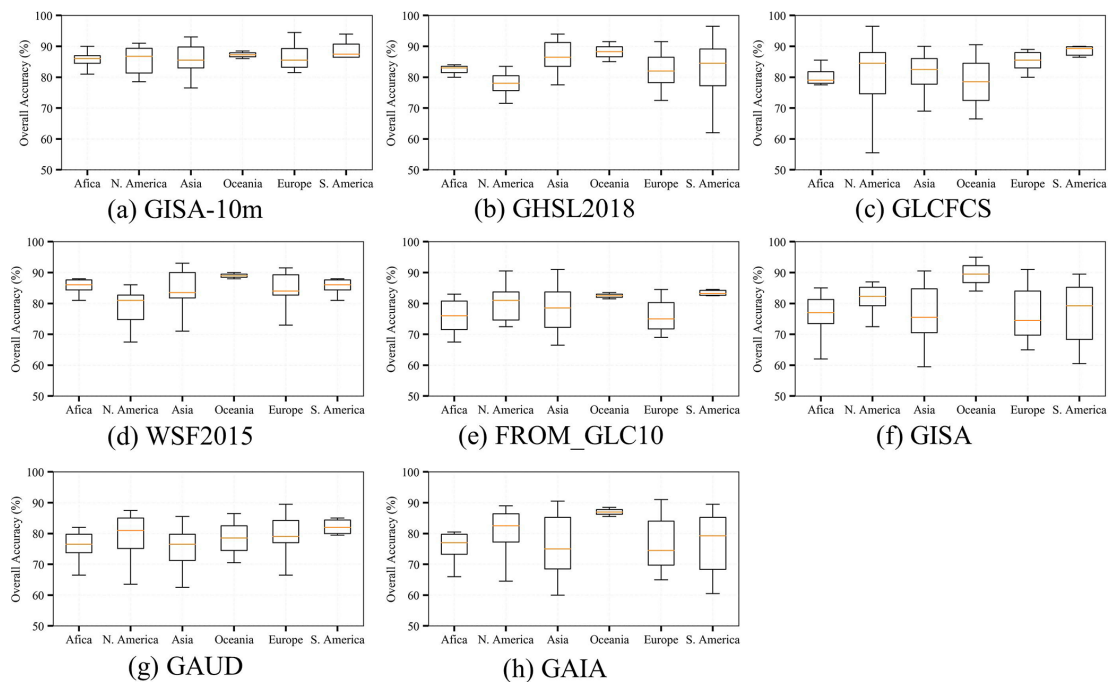 100
90
80
70
60
50
Overall Accuracy (%)
Afica N. America Asia Oceania Europe S. America
(a) GISA-10m
100
90
80
70
60
50
Overall Accuracy (%)
Afica N. America Asia Oceania Europe S. America
(b) GHSL2018
100
90
80
70
60
50
Overall Accuracy (%)
Afica N. America Asia Oceania Europe S. America
(c) GLCFCS
100
90
80
70
60
50
Overall Accuracy (%)
Afica N. America Asia Oceania Europe S. America
(d) WSF2015
100
90
80
70
60
50
Overall Accuracy (%)
Afica N. America Asia Oceania Europe S. America
(e) FROM_GLC10
100
90
80
70
60
50
Overall Accuracy (%)
Afica N. America Asia Oceania Europe S. America
(f) GISA
100
90
80
70
60
50
Overall Accuracy (%)
Afica N. America Asia Oceania Europe S. America
(g) GAUD
100
90
80
70
60
50
Overall Accuracy (%)
Afica N. America Asia Oceania Europe S. America
(h) GAIA